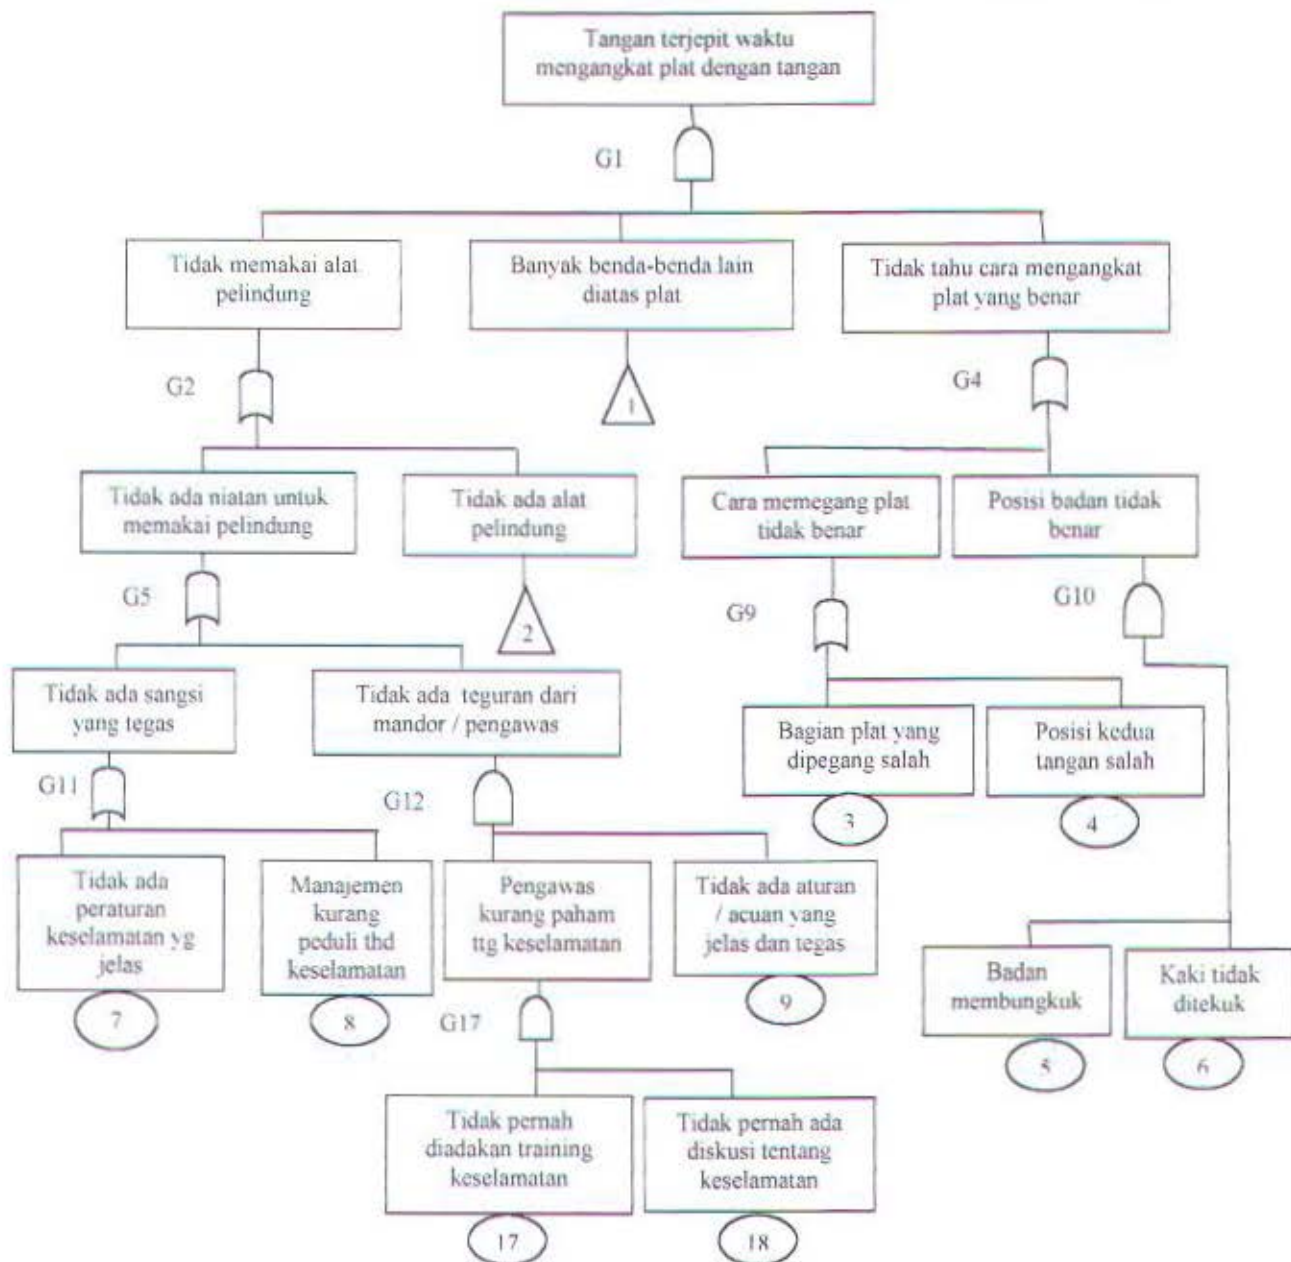 Tangan terjepit waktu
mengangkat plat dengan tangan
G1
Tidak memakai alat
pelindung
Banyak benda-benda lain
diatas plat
Tidak tahu cara mengangkat
plat yang benar
G2
1
G4
Tidak ada niatan untuk
memakai pelindung
Tidak ada alat
pelindung
Cara memegang plat
tidak benar
Posisi badan tidak
benar
G5
2
G9
G10
Tidak ada sangsi
yang tegas
Tidak ada teguran dari
mandor / pengawas
Bagian plat yang
dipegang salah
Posisi kedua
tangan salah
G11
G12
3
4
Tidak ada
peraturan
keselamatan yg
jelas
Manajemen
kurang
peduli thd
keselamatan
Pengawas
kurang paham
ttg keselamatan
Tidak ada aturan
/ acuan yang
jelas dan tegas
Badan
membungkuk
Kaki tidak
ditekuk
7
8
G17
9
5
6
Tidak pernah
diadakan training
keselamatan
Tidak pernah ada
diskusi tentang
keselamatan
17
18